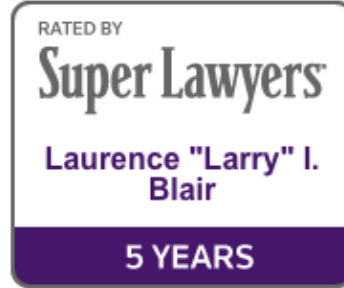 RATED BY
Super Lawyers
Laurence "Larry" I.
Blair
5 YEARS